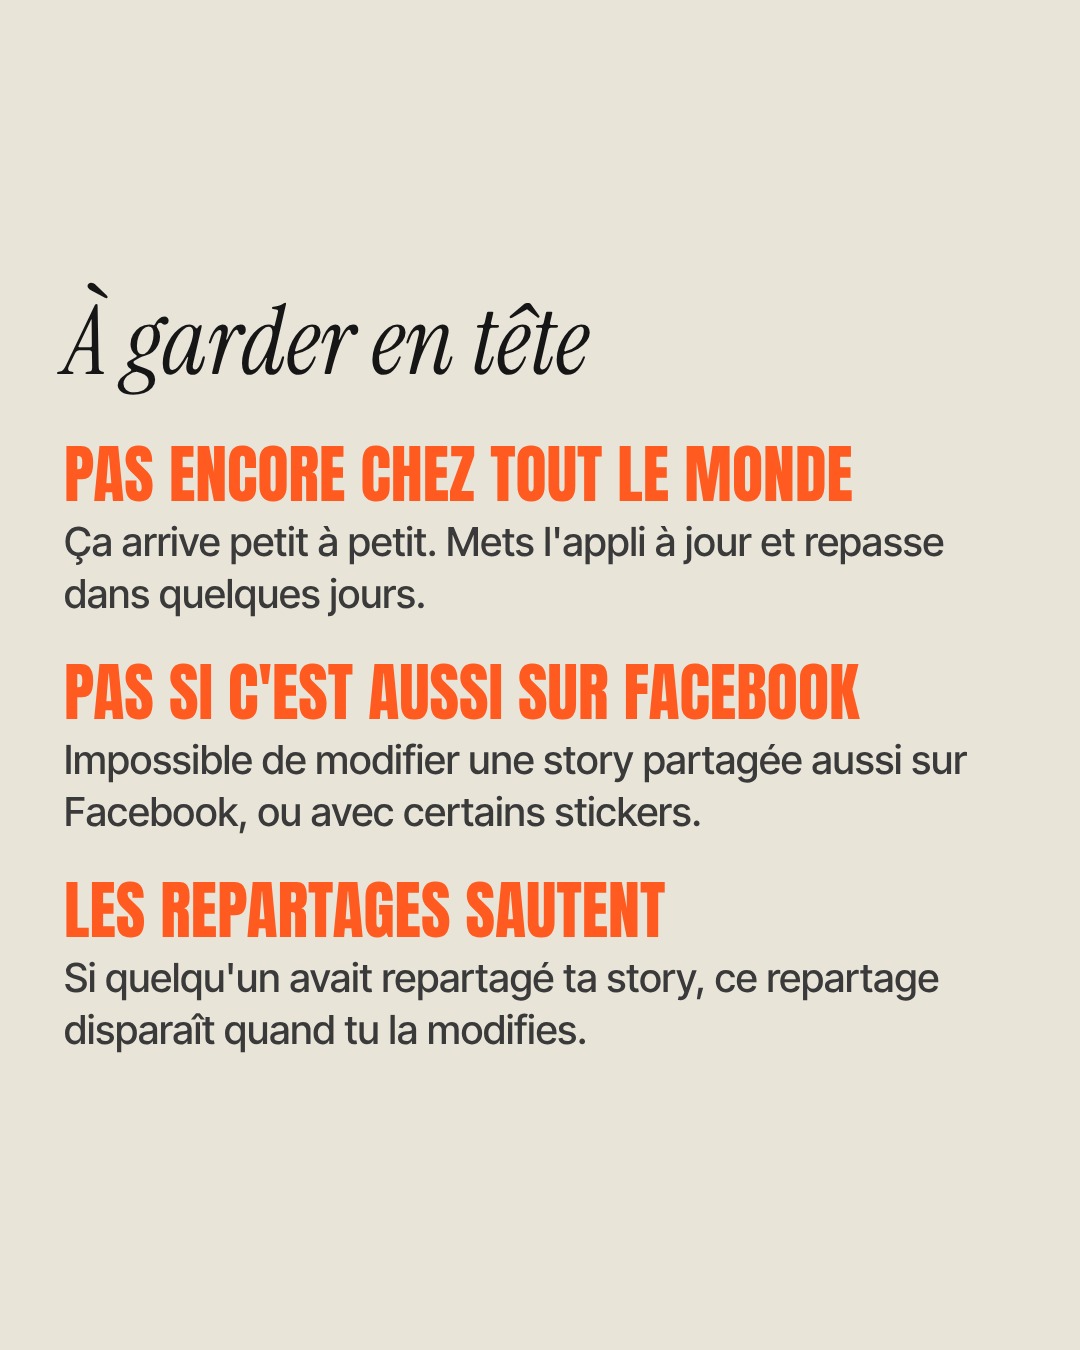 À garder en tête
PAS ENCORE CHEZ TOUT LE MONDE
Ça arrive petit à petit. Mets l'appli à jour et repasse
dans quelques jours.
PAS SI C'EST AUSSI SUR FACEBOOK
Impossible de modifier une story partagée aussi sur
Facebook, ou avec certains stickers.
LES REPARTAGES SAUTENT
Si quelqu'un avait repartagé ta story, ce repartage
disparaît quand tu la modifies.